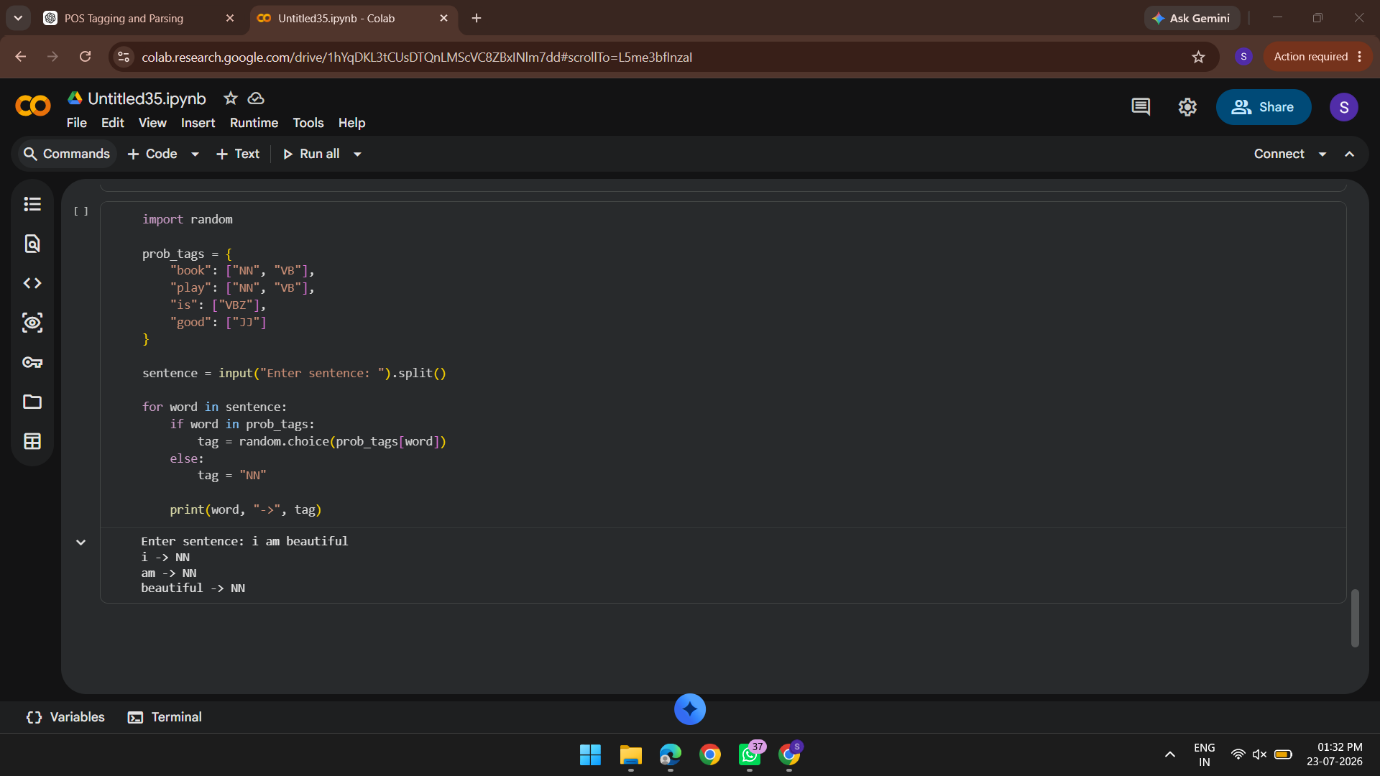 POS Tagging and Parsing
Untitled35.ipynb - Colab
Ask Gemini
colab.research.google.com/drive/1hYqDKL3tCUsDTQnLMScVC8ZBxINlm7dd#scrollTo=L5me3bfInzal
S
Action required
CO
Untitled35.ipynb
File Edit View Insert Runtime Tools Help
Share
S
Commands + Code + Text Run all
Connect
[ ]
import random
prob_tags = {
"book": ["NN", "VB"],
"play": ["NN", "VB"],
"is": ["VBZ"],
"good": ["JJ"]
}
sentence = input("Enter sentence: ").split()
for word in sentence:
if word in prob_tags:
tag = random.choice(prob_tags[word])
else:
tag = "NN"
print(word, "->", tag)
Enter sentence: i am beautiful
i -> NN
am -> NN
beautiful -> NN
{} Variables Terminal
37
S
ENG
IN
01:32 PM
23-07-2026